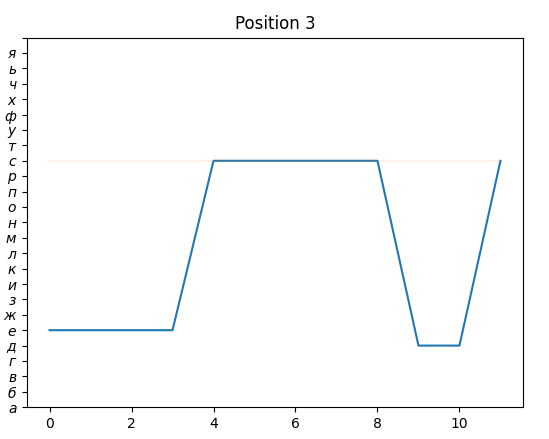 Position 3
я
ь
ч
х
ф
у
т
с
р
п
о
н
м
л
к
и
з
ж
е
д
г
в
б
а
0 2 4 6 8 10